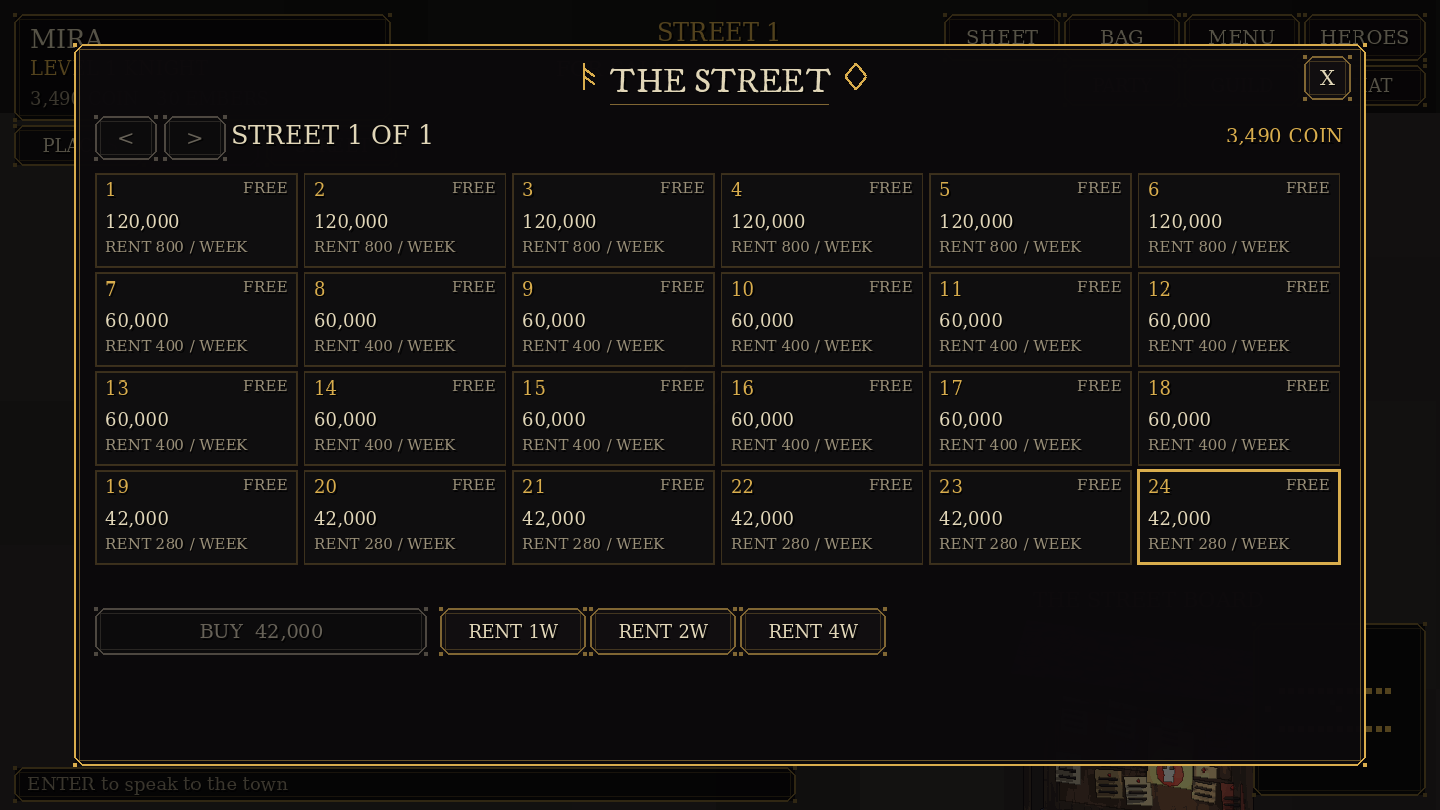 MIRA
STREET 1
SHEET
BAG
MENU
HEROES
LEV
3,490
THE STREET
X
AT
PLA
<
>
STREET 1 OF 1
3,490 COIN
1 FREE
120,000
RENT 800 / WEEK
2 FREE
120,000
RENT 800 / WEEK
3 FREE
120,000
RENT 800 / WEEK
4 FREE
120,000
RENT 800 / WEEK
5 FREE
120,000
RENT 800 / WEEK
6 FREE
120,000
RENT 800 / WEEK
7 FREE
60,000
RENT 400 / WEEK
8 FREE
60,000
RENT 400 / WEEK
9 FREE
60,000
RENT 400 / WEEK
10 FREE
60,000
RENT 400 / WEEK
11 FREE
60,000
RENT 400 / WEEK
12 FREE
60,000
RENT 400 / WEEK
13 FREE
60,000
RENT 400 / WEEK
14 FREE
60,000
RENT 400 / WEEK
15 FREE
60,000
RENT 400 / WEEK
16 FREE
60,000
RENT 400 / WEEK
17 FREE
60,000
RENT 400 / WEEK
18 FREE
60,000
RENT 400 / WEEK
19 FREE
42,000
RENT 280 / WEEK
20 FREE
42,000
RENT 280 / WEEK
21 FREE
42,000
RENT 280 / WEEK
22 FREE
42,000
RENT 280 / WEEK
23 FREE
42,000
RENT 280 / WEEK
24 FREE
42,000
RENT 280 / WEEK
BUY 42,000
RENT 1W
RENT 2W
RENT 4W
ENTER to speak to the town